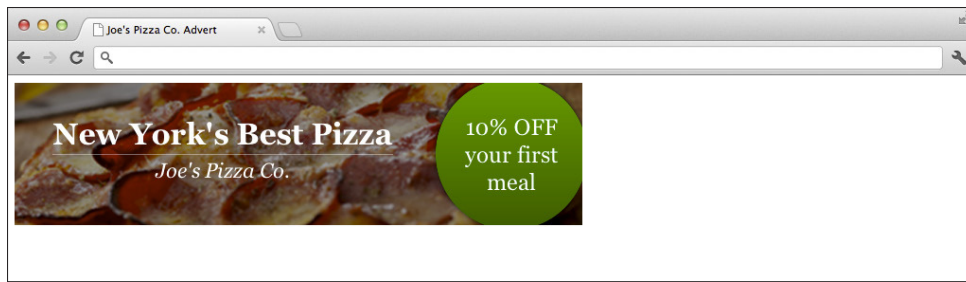 Joe's Pizza Co. Advert
New York's Best Pizza
Joe's Pizza Co.
10% OFF
your first
meal